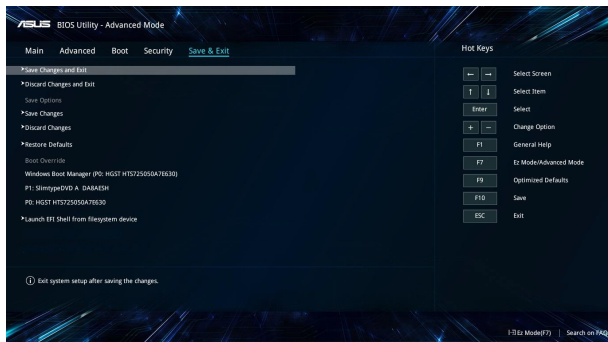 ASUS BIOS Utility - Advanced Mode
Main Advanced Boot Security Save & Exit
Hot Keys
Save Changes and Exit
Discard Changes and Exit
Save Options
Save Changes
Discard Changes
Restore Defaults
Boot Override
Windows Boot Manager (P0: HGST HTS725050A7E630)
P1: SlimtypeDVD A DA8AESH
P0: HGST HTS725050A7E630
Launch EFI Shell from filesystem device
← → Select Screen
↑ ↓ Select Item
Enter Select
+ − Change Option
F1 General Help
F7 Ez Mode/Advanced Mode
F9 Optimized Defaults
F10 Save
ESC Exit
Exit system setup after saving the changes.
Ez Mode(F7) | Search on FAQ